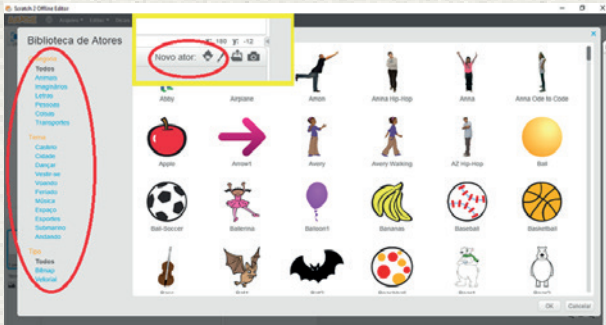 Scratch 2 Offline Editor
Biblioteca de Atores
X: 180 y: -12
Novo ator:
Categoria
Todos
Animais
Imaginários
Letras
Pessoas
Coisas
Transportes
Tema
Castelo
Cidade
Dançar
Vestir-se
Voando
Feriado
Música
Espaço
Esportes
Submarino
Andando
Tipo
Todos
Bitmap
Vetorial
Abby Airplane Amon Anina Hip-Hop Anna Anna Ode to Code
Apple Arrow1 Avery Avery Walking AZ Hip-Hop Ball
Ball-Soccer Ballerina Balloon1 Bananas Baseball Basketball
OK Cancelar